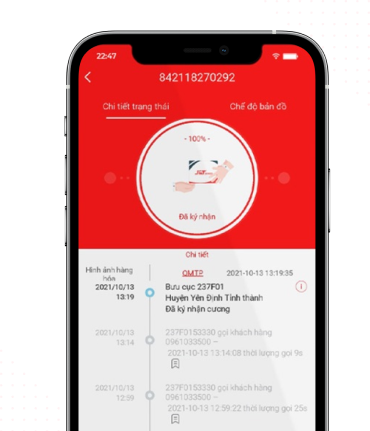 22:47
842118270292
Chi tiết trạng thái
Chế độ bản đồ
- 100% -
Đã ký nhận
Chi tiết
Hình ảnh hàng hóa
QMTP 2021-10-13 13:19:35
2021/10/13 Bưu cục 237F01
13:19 Huyện Yên Định Tỉnh thành
Đã ký nhận cương
2021/10/13 237F0153330 gọi khách hàng
13:14 0961033500 ~
2021-10-13 13:14:08 thời lượng gọi 9s
2021/10/13 237F0153330 gọi khách hàng
12:59 0961033500 ~
2021-10-13 12:59:22 thời lượng gọi 25s